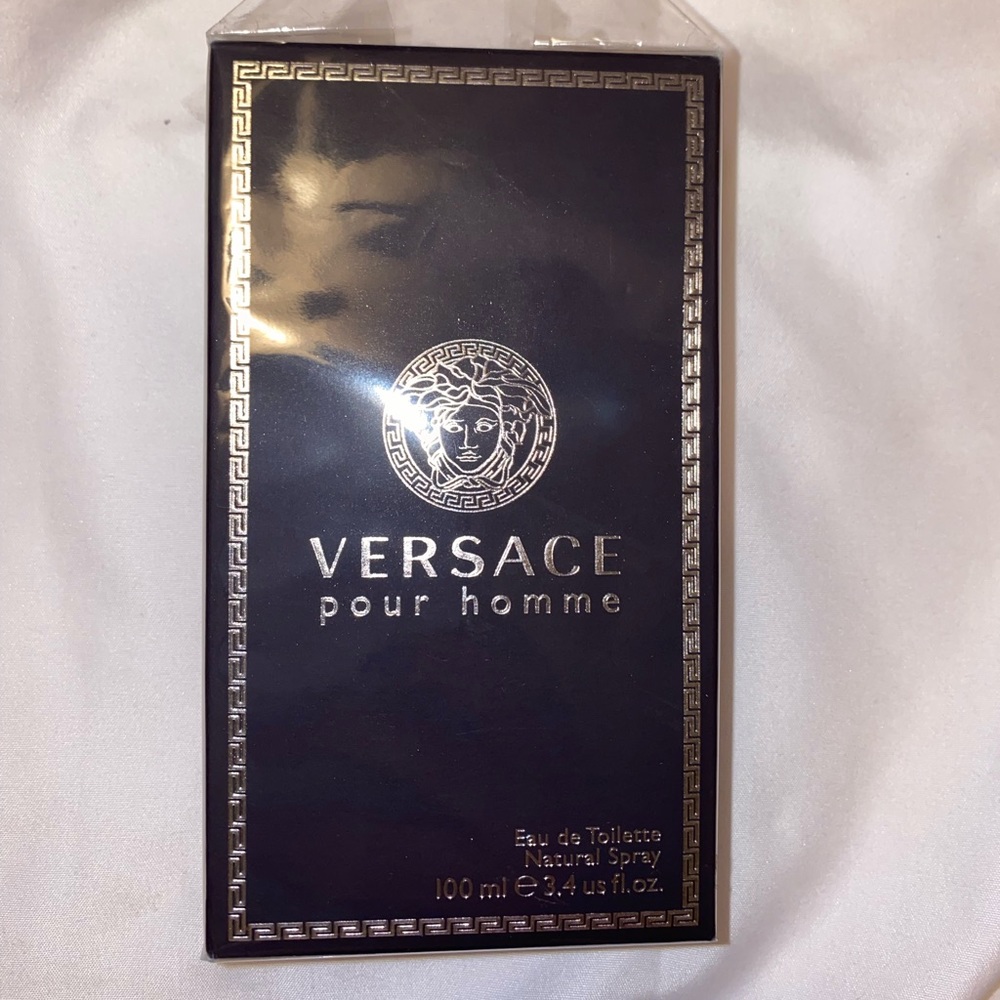 VERSACE
pour homme
Eau de Toilette
Natural Spray
100 ml ℮ 3.4 us fl.oz.